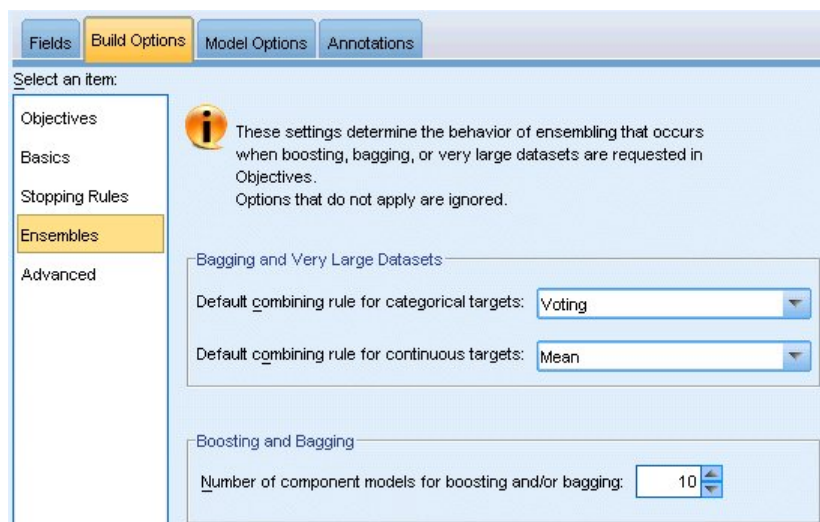 Fields
Build Options
Model Options
Annotations
Select an item:
Objectives
Basics
Stopping Rules
Ensembles
Advanced
These settings determine the behavior of ensembling that occurs
when boosting, bagging, or very large datasets are requested in
Objectives.
Options that do not apply are ignored.
Bagging and Very Large Datasets
Default combining rule for categorical targets: Voting
Default combining rule for continuous targets: Mean
Boosting and Bagging
Number of component models for boosting and/or bagging: 10